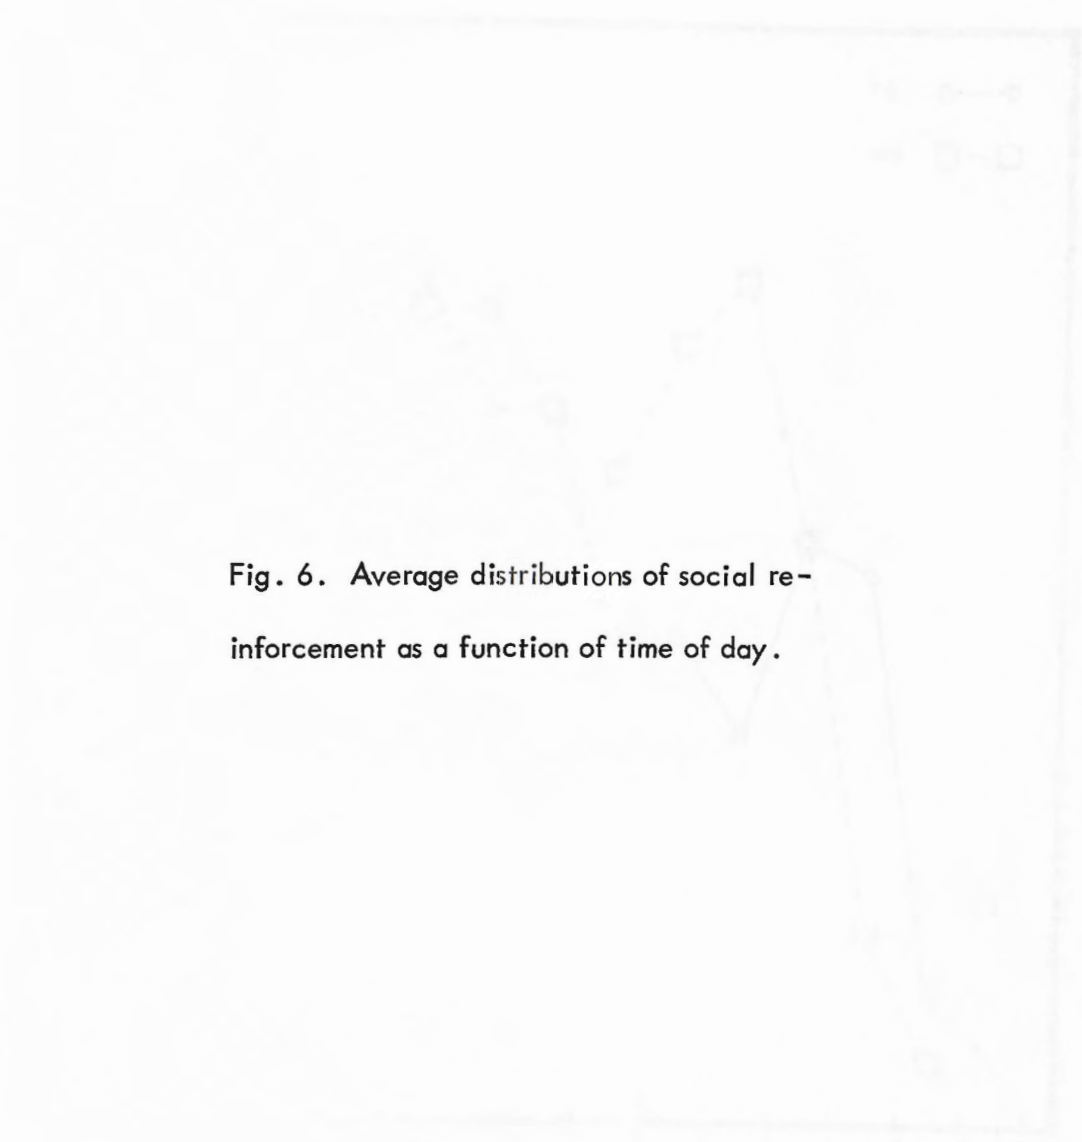 Fig. 6. Average distributions of social re-
inforcement as a function of time of day.